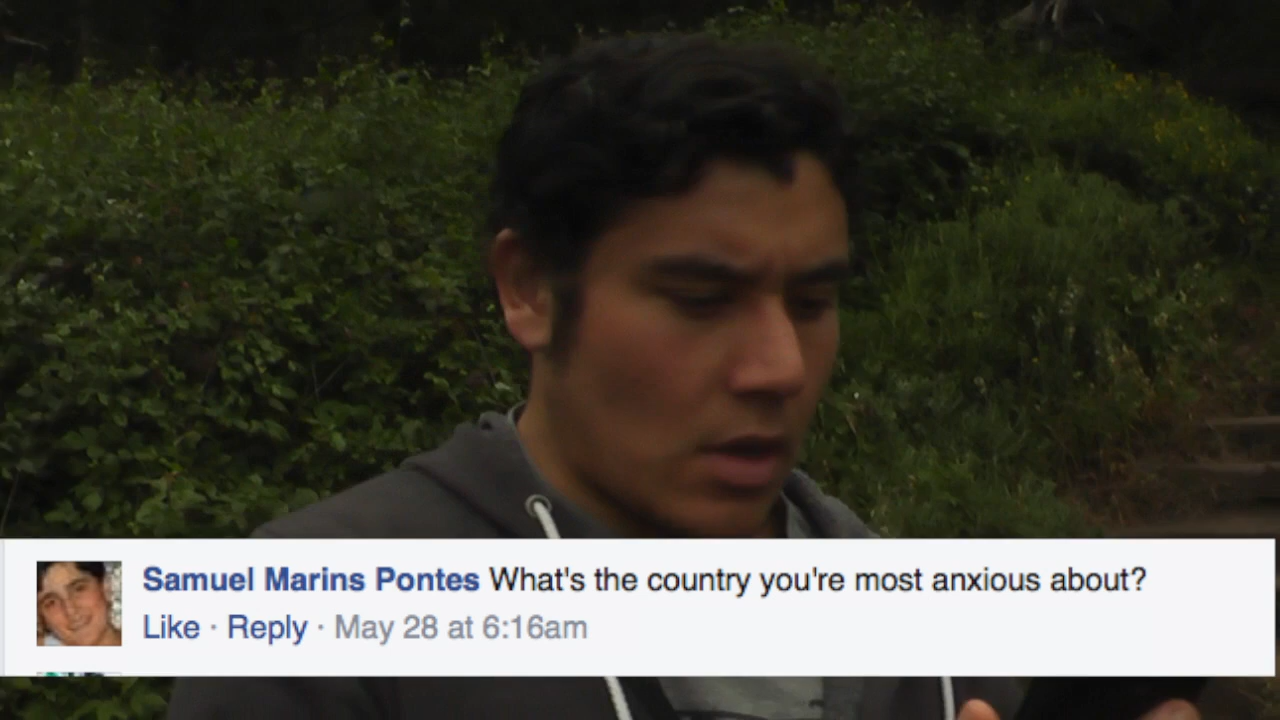 Samuel Marins Pontes What's the country you're most anxious about?
Like · Reply · May 28 at 6:16am